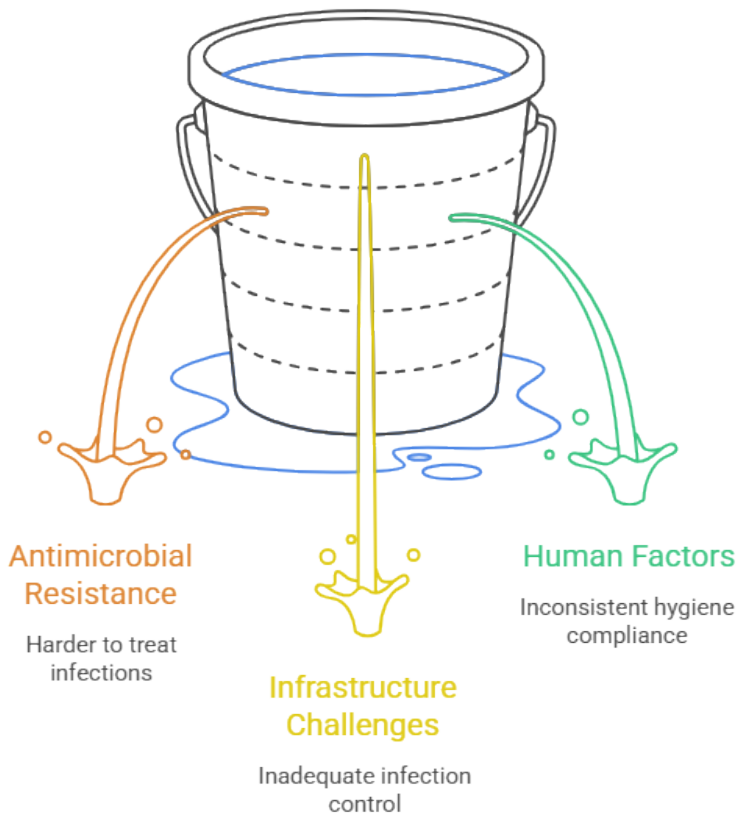 Antimicrobial
Resistance
Harder to treat
infections
Infrastructure
Challenges
Inadequate infection
control
Human Factors
Inconsistent hygiene
compliance